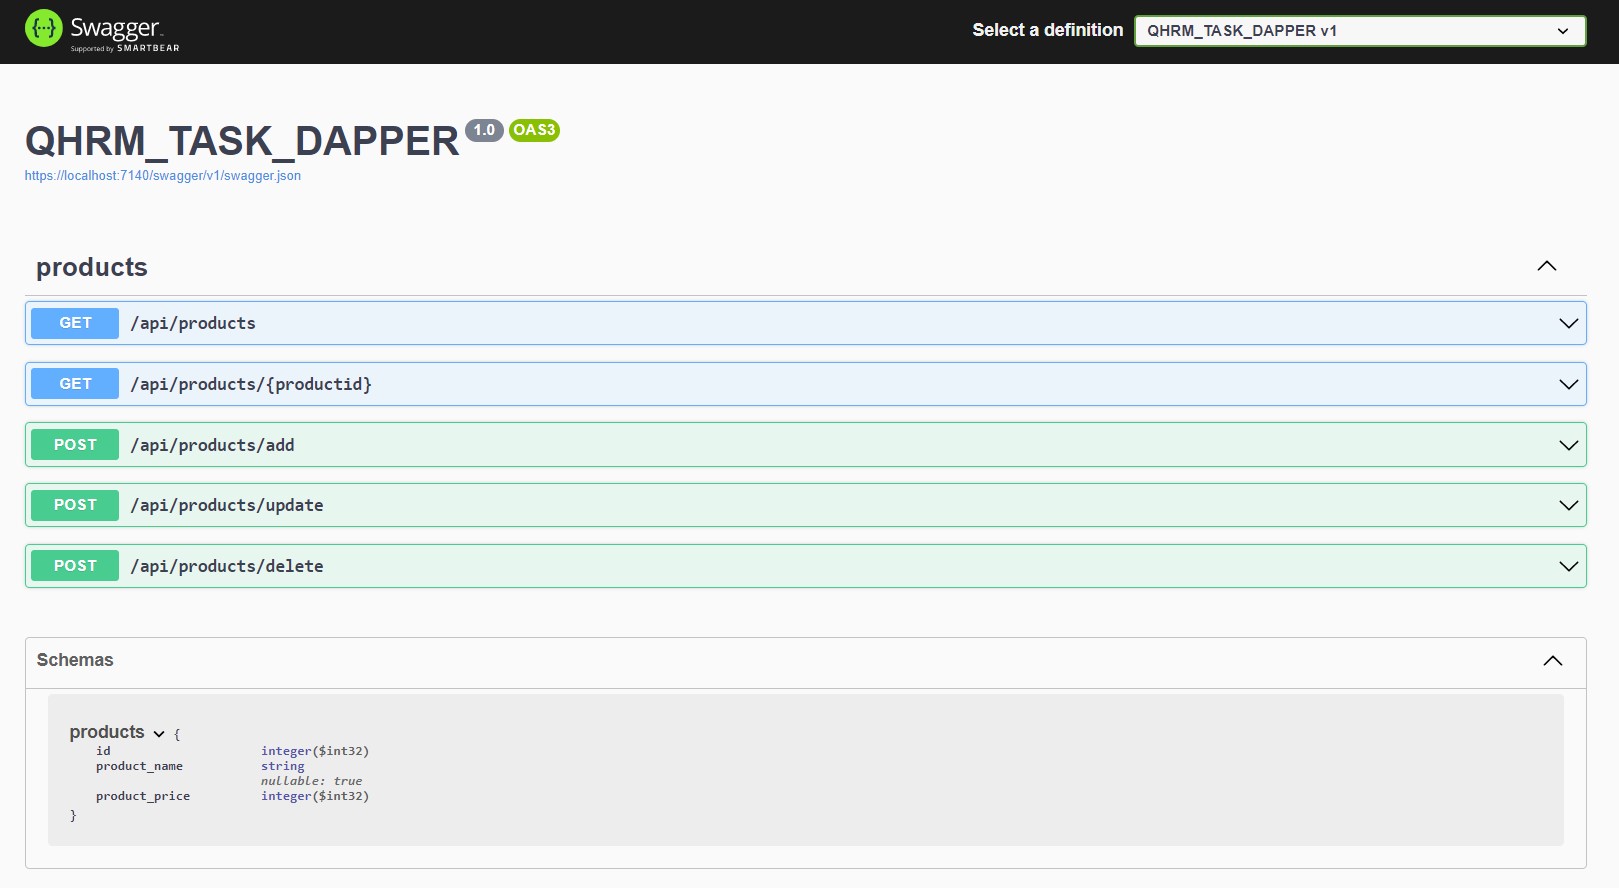 {...} Swagger
Supported by SMARTBEAR
Select a definition
QHRM_TASK_DAPPER v1
QHRM_TASK_DAPPER 1.0 OAS3
https://localhost:7140/swagger/v1/swagger.json
products
GET /api/products
GET /api/products/{productid}
POST /api/products/add
POST /api/products/update
POST /api/products/delete
Schemas
products {
id integer($int32)
product_name string
nullable: true
product_price integer($int32)
}